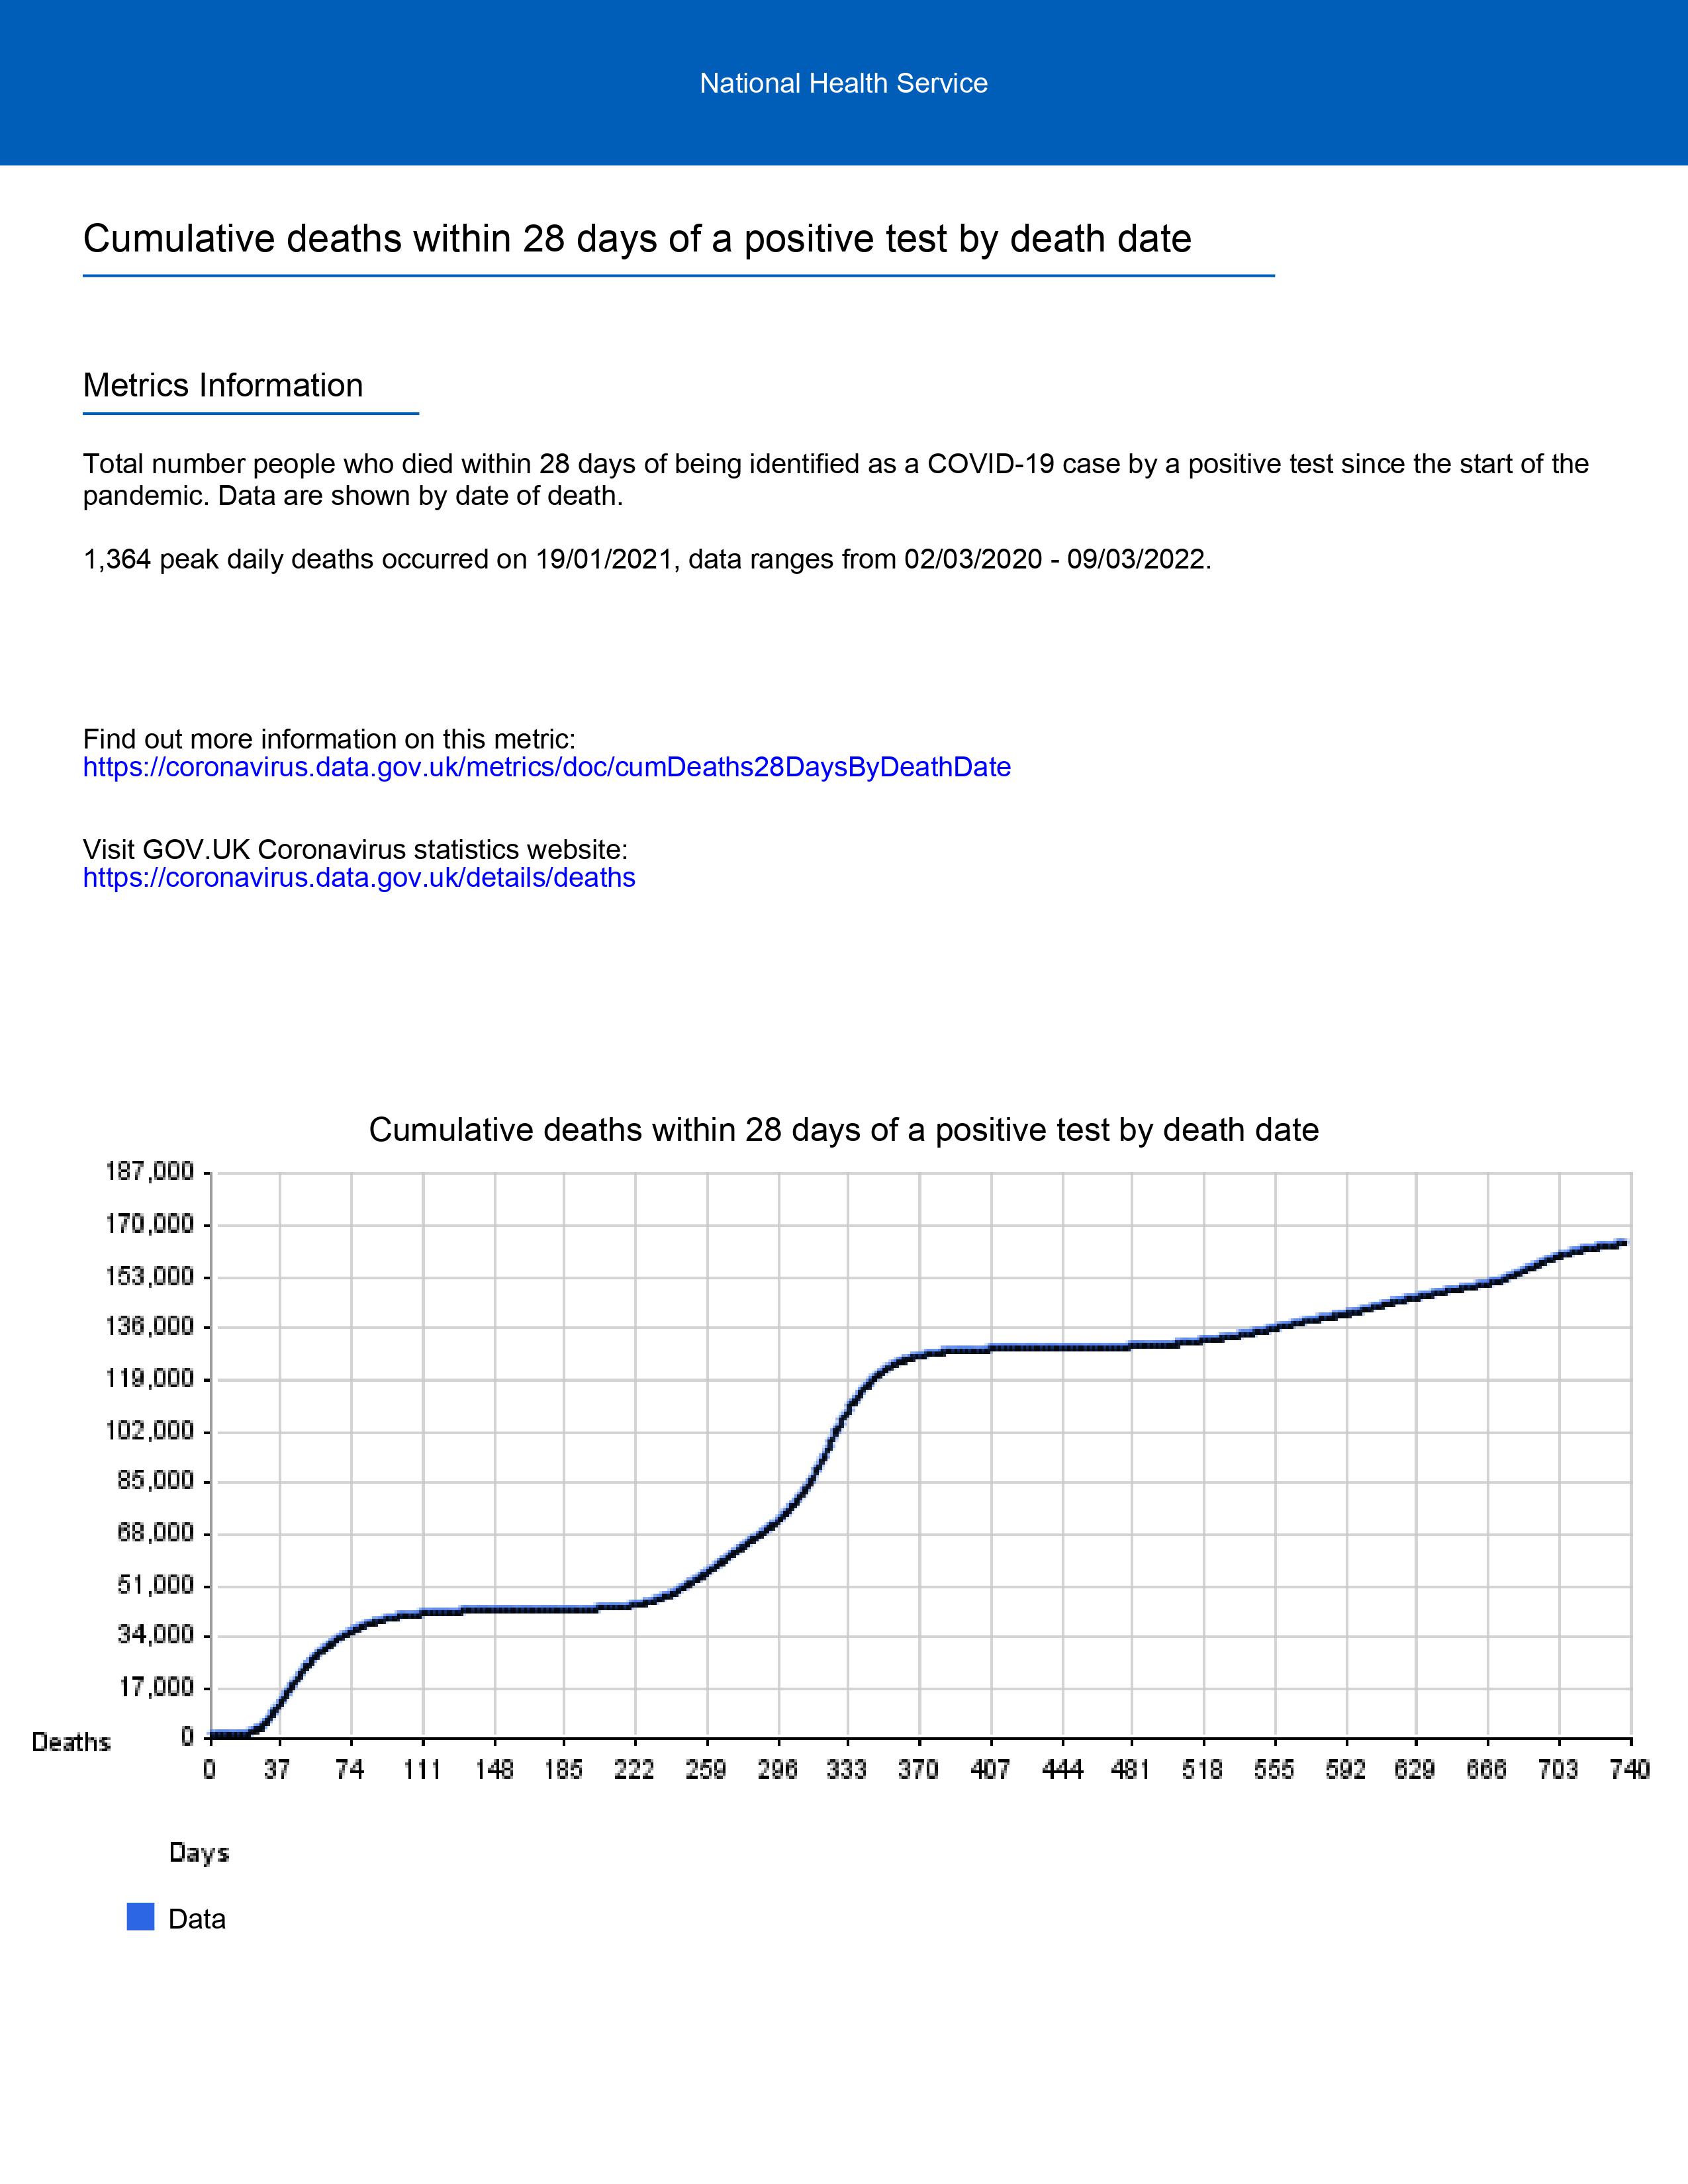 National Health Service
Cumulative deaths within 28 days of a positive test by death date
Metrics Information
Total number people who died within 28 days of being identified as a COVID-19 case by a positive test since the start of the
pandemic. Data are shown by date of death.
1,364 peak daily deaths occurred on 19/01/2021, data ranges from 02/03/2020 - 09/03/2022.
Find out more information on this metric:
https://coronavirus.data.gov.uk/metrics/doc/cumDeaths28DaysByDeathDate
Visit GOV.UK Coronavirus statistics website:
https://coronavirus.data.gov.uk/details/deaths
Cumulative deaths within 28 days of a positive test by death date
187,000
170,000
153,000
136,000
119,000
102,000
85,000
68,000
51,000
34,000
17,000
Deaths 0
0 37 74 111 148 185 222 259 296 333 370 407 444 481 518 555 592 629 666 703 740
Days
Data